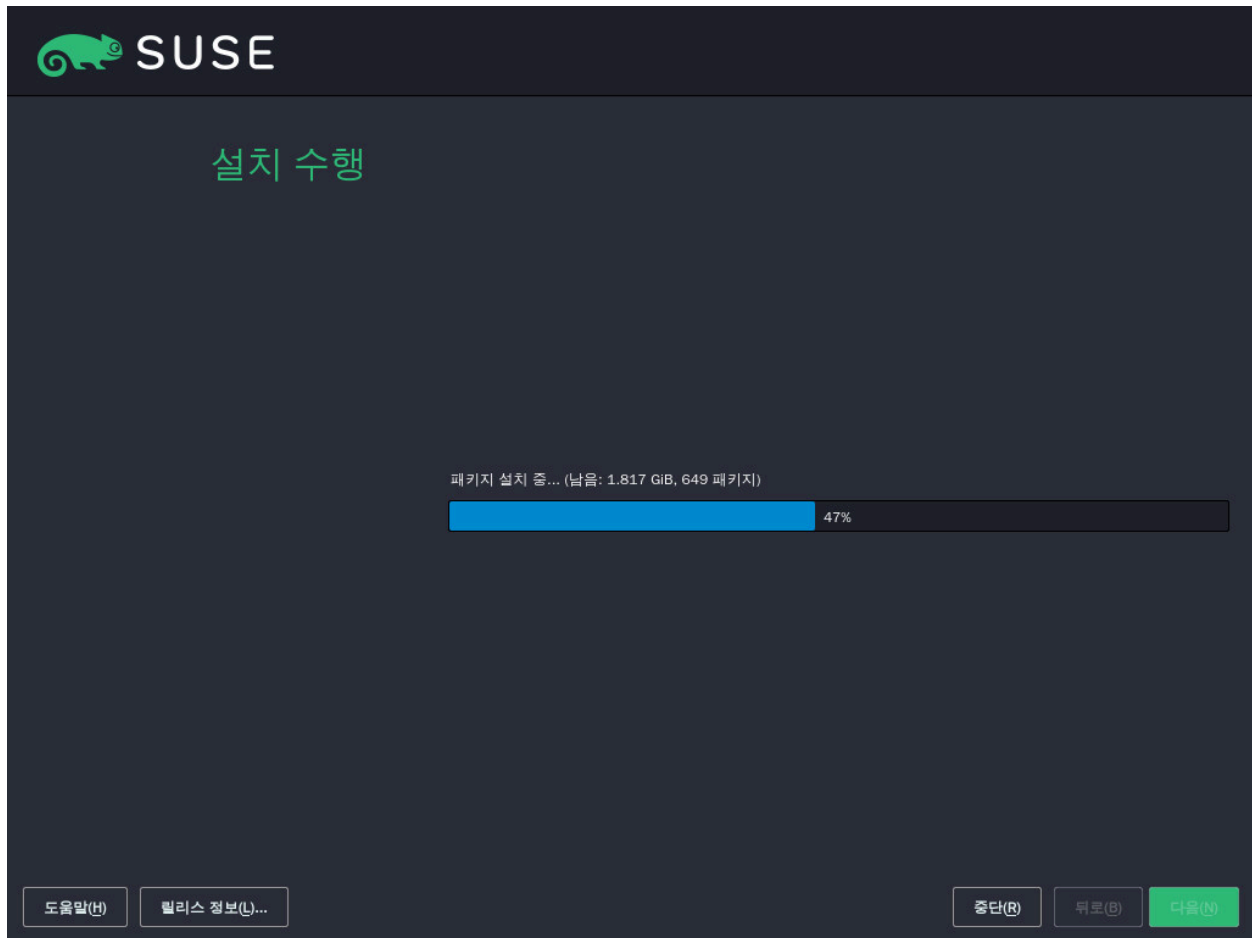 SUSE
설치 수행
패키지 설치 중... (남음: 1.817 GiB, 649 패키지)
47%
도움말(H) 릴리스 정보(L)... 중단(R) 뒤로(B) 다음(N)